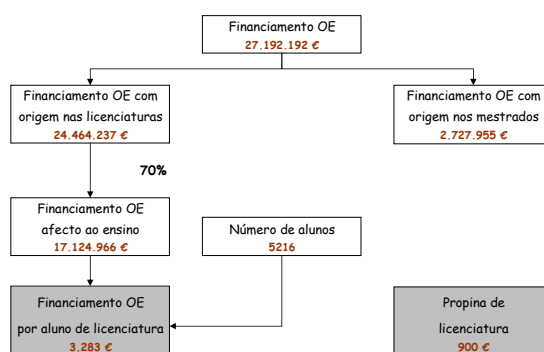 Financiamento OE
27.192.192 €
Financiamento OE com
origem nas licenciaturas
24.464.237 €
Financiamento OE com
origem nos mestrados
2.727.955 €
70%
Financiamento OE
afecto ao ensino
17.124.966 €
Número de alunos
5216
Financiamento OE
por aluno de licenciatura
3.283 €
Propina de
licenciatura
900 €